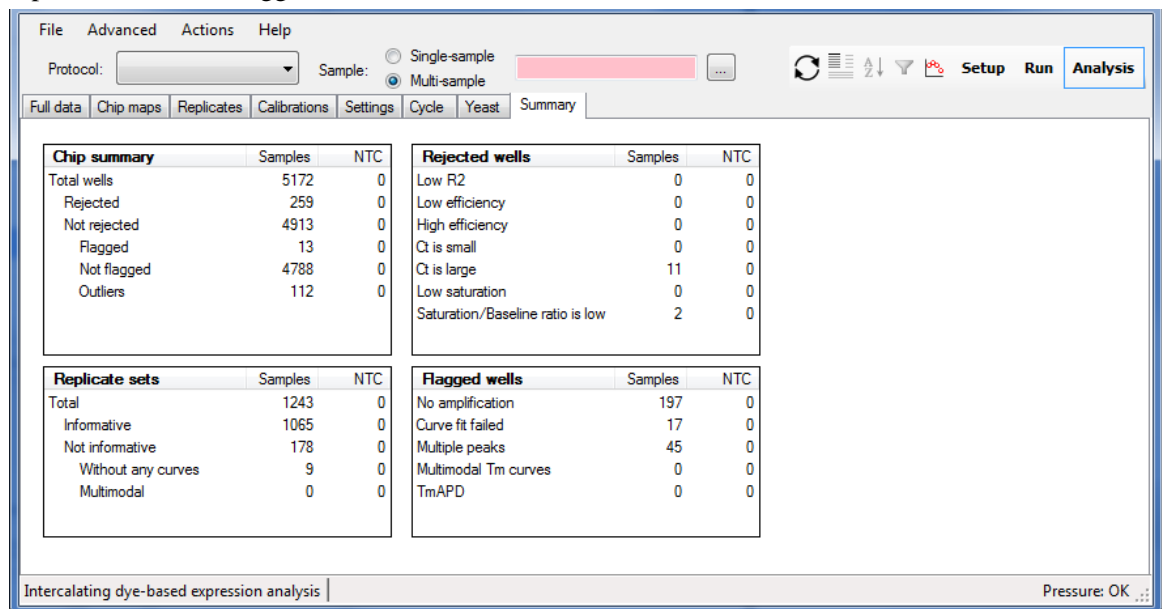 File Advanced Actions Help
Protocol: Sample: Single-sample
Multi-sample
...
Setup Run Analysis
Full data Chip maps Replicates Calibrations Settings Cycle Yeast Summary
Chip summary Samples NTC
Total wells 5172 0
Rejected 259 0
Not rejected 4913 0
Flagged 13 0
Not flagged 4788 0
Outliers 112 0
Rejected wells Samples NTC
Low R2 0 0
Low efficiency 0 0
High efficiency 0 0
Ct is small 0 0
Ct is large 11 0
Low saturation 0 0
Saturation/Baseline ratio is low 2 0
Replicate sets Samples NTC
Total 1243 0
Informative 1065 0
Not informative 178 0
Without any curves 9 0
Multimodal 0 0
Flagged wells Samples NTC
No amplification 197 0
Curve fit failed 17 0
Multiple peaks 45 0
Multimodal Tm curves 0 0
TmAPD 0 0
Intercalating dye-based expression analysis Pressure: OK